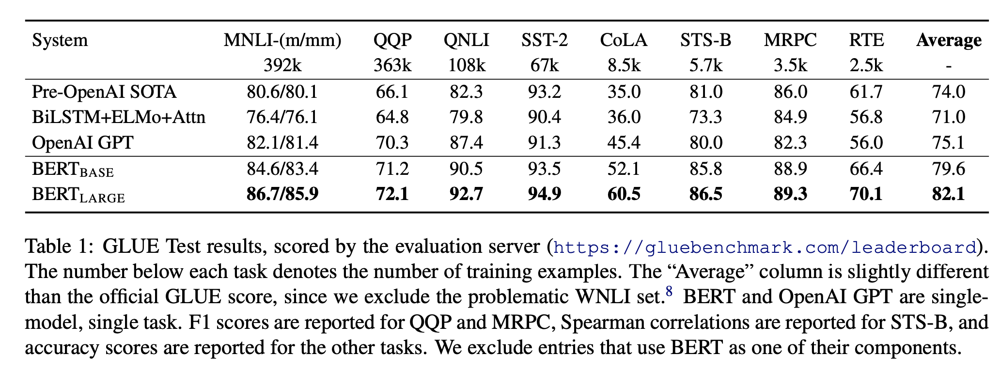 System MNLI-(m/mm) QQP QNLI SST-2 CoLA STS-B MRPC RTE Average
392k 363k 108k 67k 8.5k 5.7k 3.5k 2.5k -
Pre-OpenAI SOTA 80.6/80.1 66.1 82.3 93.2 35.0 81.0 86.0 61.7 74.0
BiLSTM+ELMo+Attn 76.4/76.1 64.8 79.8 90.4 36.0 73.3 84.9 56.8 71.0
OpenAI GPT 82.1/81.4 70.3 87.4 91.3 45.4 80.0 82.3 56.0 75.1
BERTBASE 84.6/83.4 71.2 90.5 93.5 52.1 85.8 88.9 66.4 79.6
BERTLARGE 86.7/85.9 72.1 92.7 94.9 60.5 86.5 89.3 70.1 82.1
Table 1: GLUE Test results, scored by the evaluation server (https://gluebenchmark.com/leaderboard).
The number below each task denotes the number of training examples. The “Average” column is slightly different
than the official GLUE score, since we exclude the problematic WNLI set.8 BERT and OpenAI GPT are single-
model, single task. F1 scores are reported for QQP and MRPC, Spearman correlations are reported for STS-B, and
accuracy scores are reported for the other tasks. We exclude entries that use BERT as one of their components.